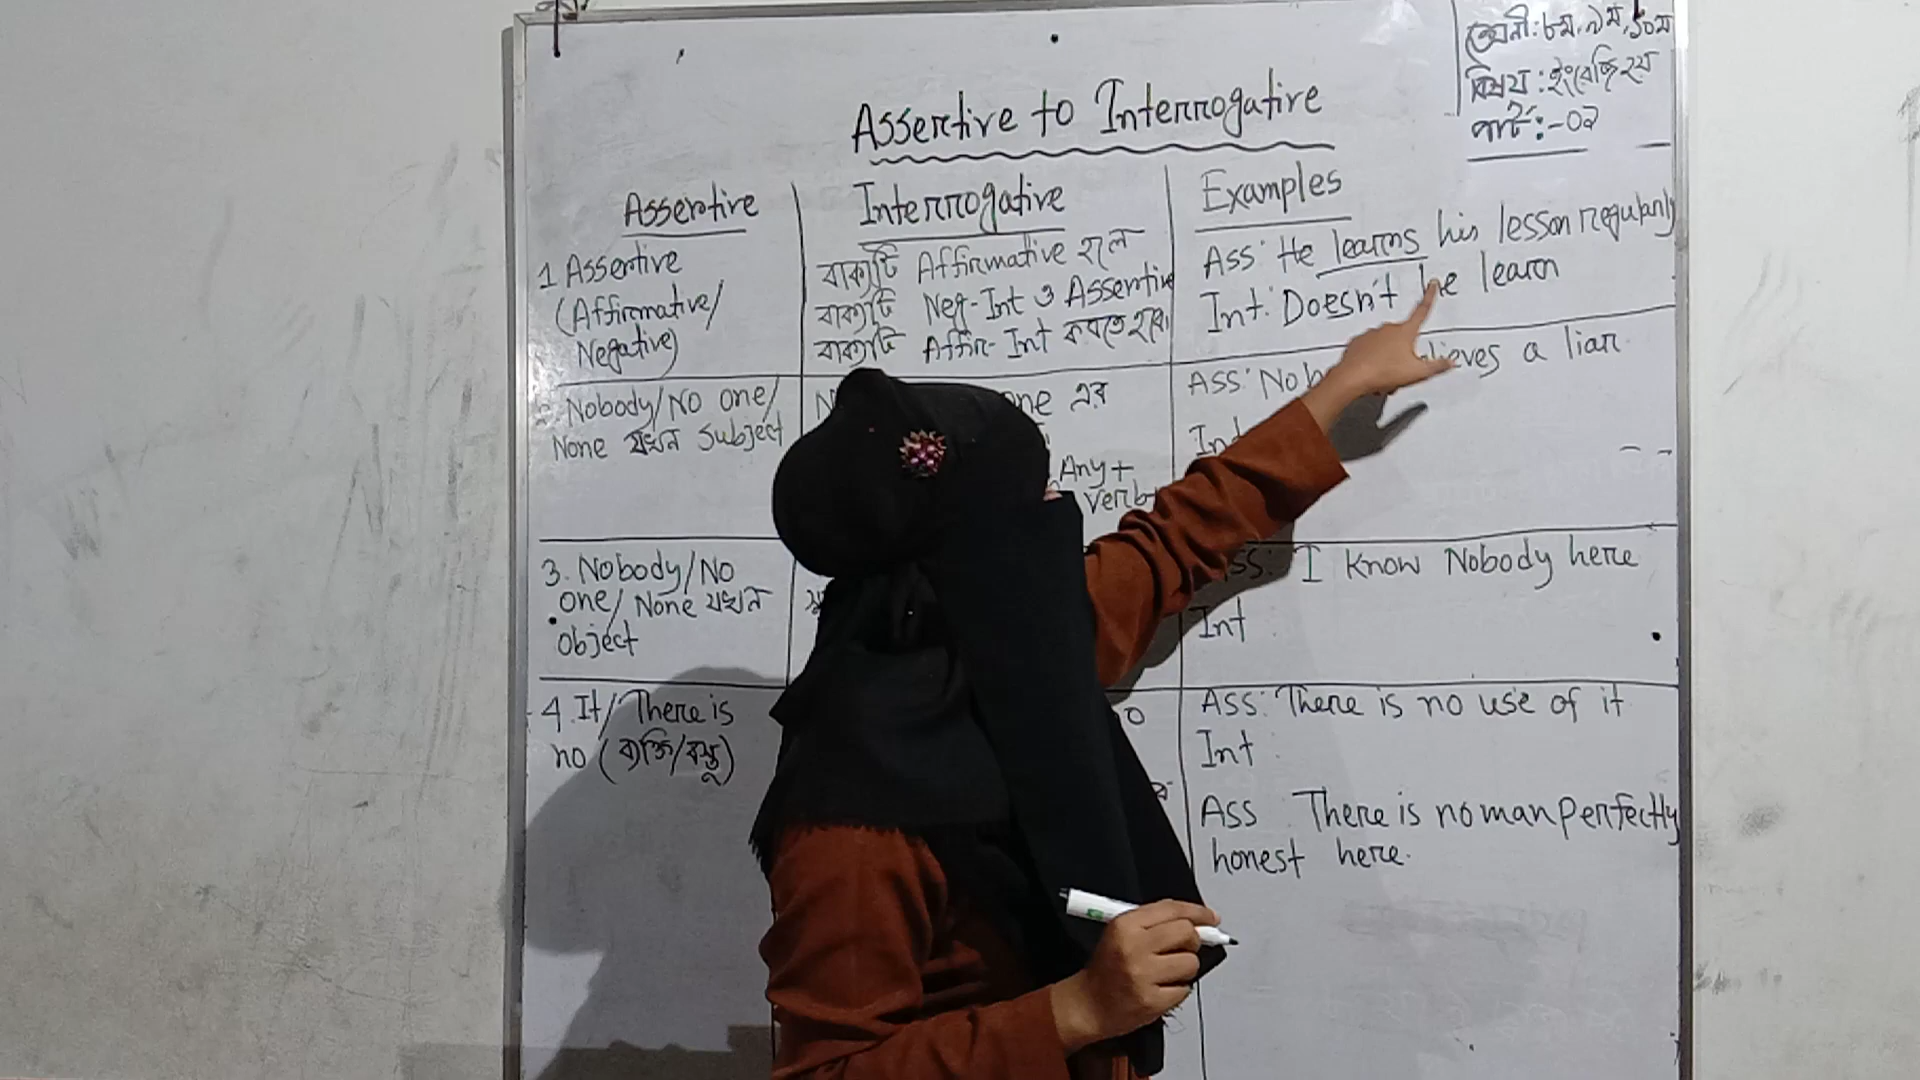 শ্রেনী: ৮ম, ৯ম, ১০ম
বিষয় : ইংরেজি ২য়
পার্ট :-০২
Assertive to Interrogative
Assertive
1 Assertive
(Affirmative/
Negative)
2. Nobody/No one/
None যখন Subject
3. Nobody/No
one/ None যখন
object
4. It/ There is
no (ব্যক্তি/বস্তু)
Interrogative
বাক্যটি Affirmative হলে
বাক্যটি Neg-Int ও Assertive
বাক্যটি Affir-Int করতে হবে।
one এর
Any+
verb
Examples
Ass: He learns his lesson regularly
Int: Doesn't he learn
Ass: a liar
Int
Ass: I know Nobody here
Int
Ass: There is no use of it
Int :
Ass There is no man perfectly
honest here.